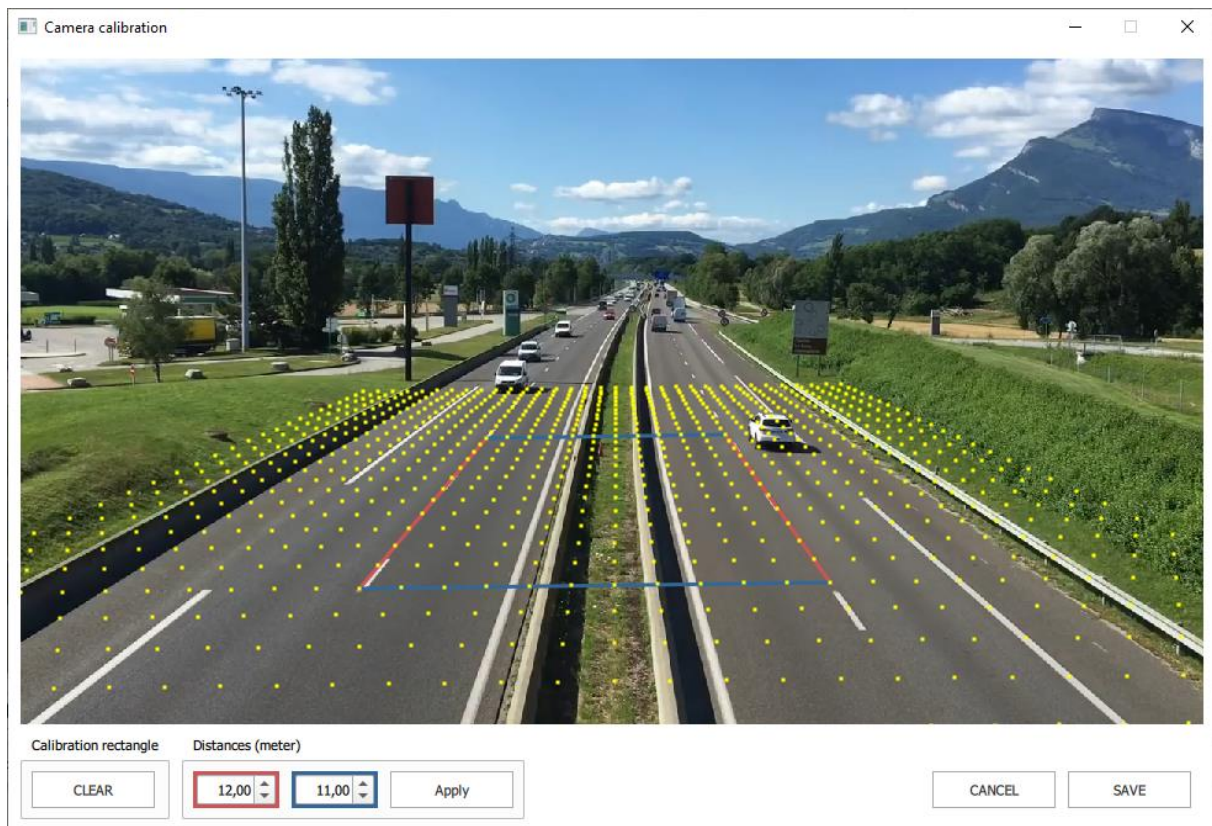 Camera calibration
Calibration rectangle
Distances (meter)
CLEAR
12,00
11,00
Apply
CANCEL
SAVE